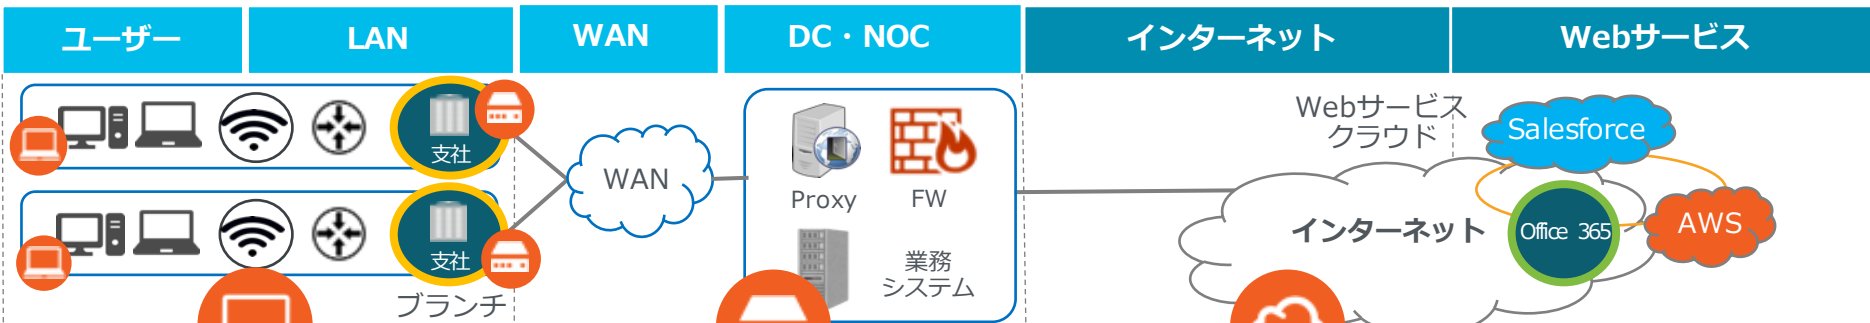 ユーザー
LAN
WAN
DC・NOC
インターネット
Webサービス
支社
支社
ブランチ
WAN
Proxy
FW
業務
システム
Webサービス
クラウド
Salesforce
インターネット
Office 365
AWS